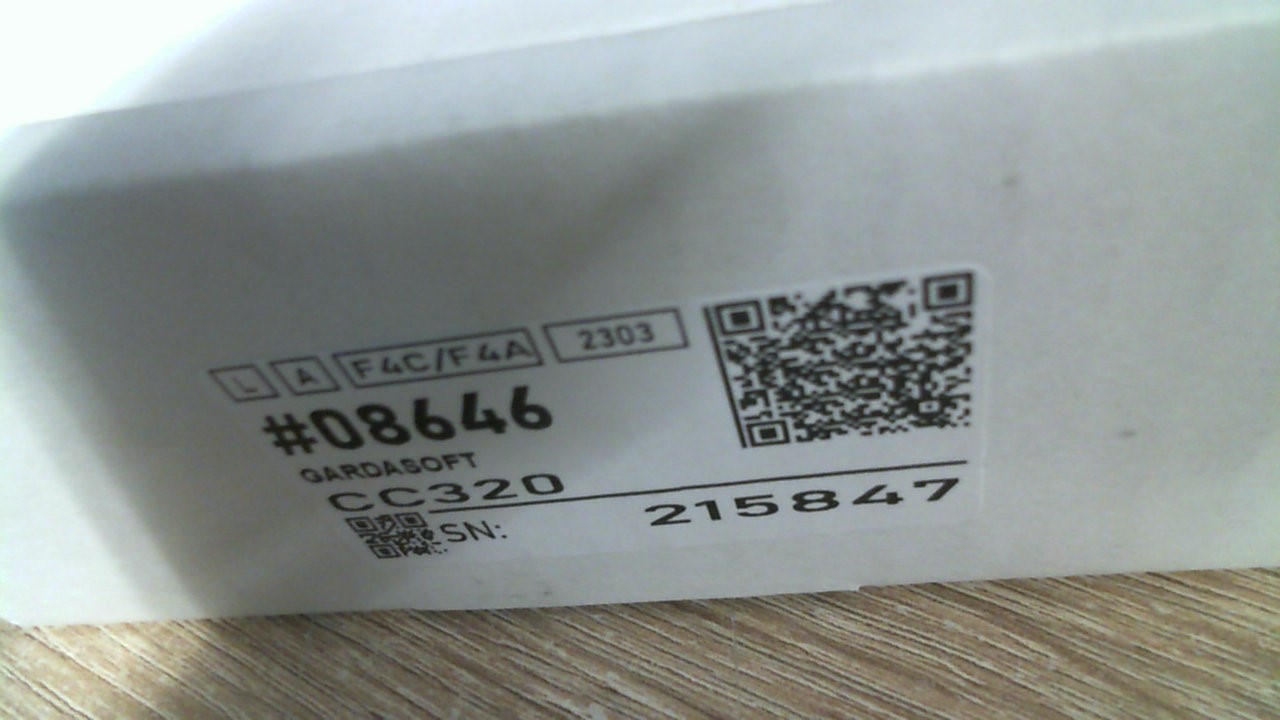 L A F4C/F4A 2303
#08646
GARDASOFT
CC320
SN: 215847